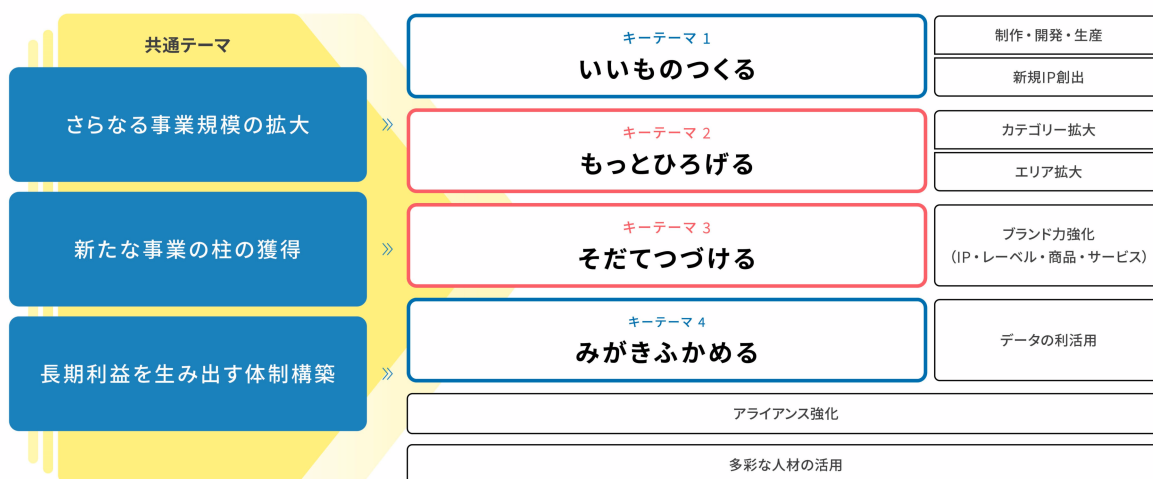 共通テーマ
さらなる事業規模の拡大
»
新たな事業の柱の獲得
»
長期利益を生み出す体制構築
»
キーテーマ 1
いいものつくる
制作・開発・生産
新規IP創出
キーテーマ 2
もっとひろげる
カテゴリー拡大
エリア拡大
キーテーマ 3
そだてつづける
ブランド力強化
（IP・レーベル・商品・サービス）
キーテーマ 4
みがきふかめる
データの利活用
アライアンス強化
多彩な人材の活用